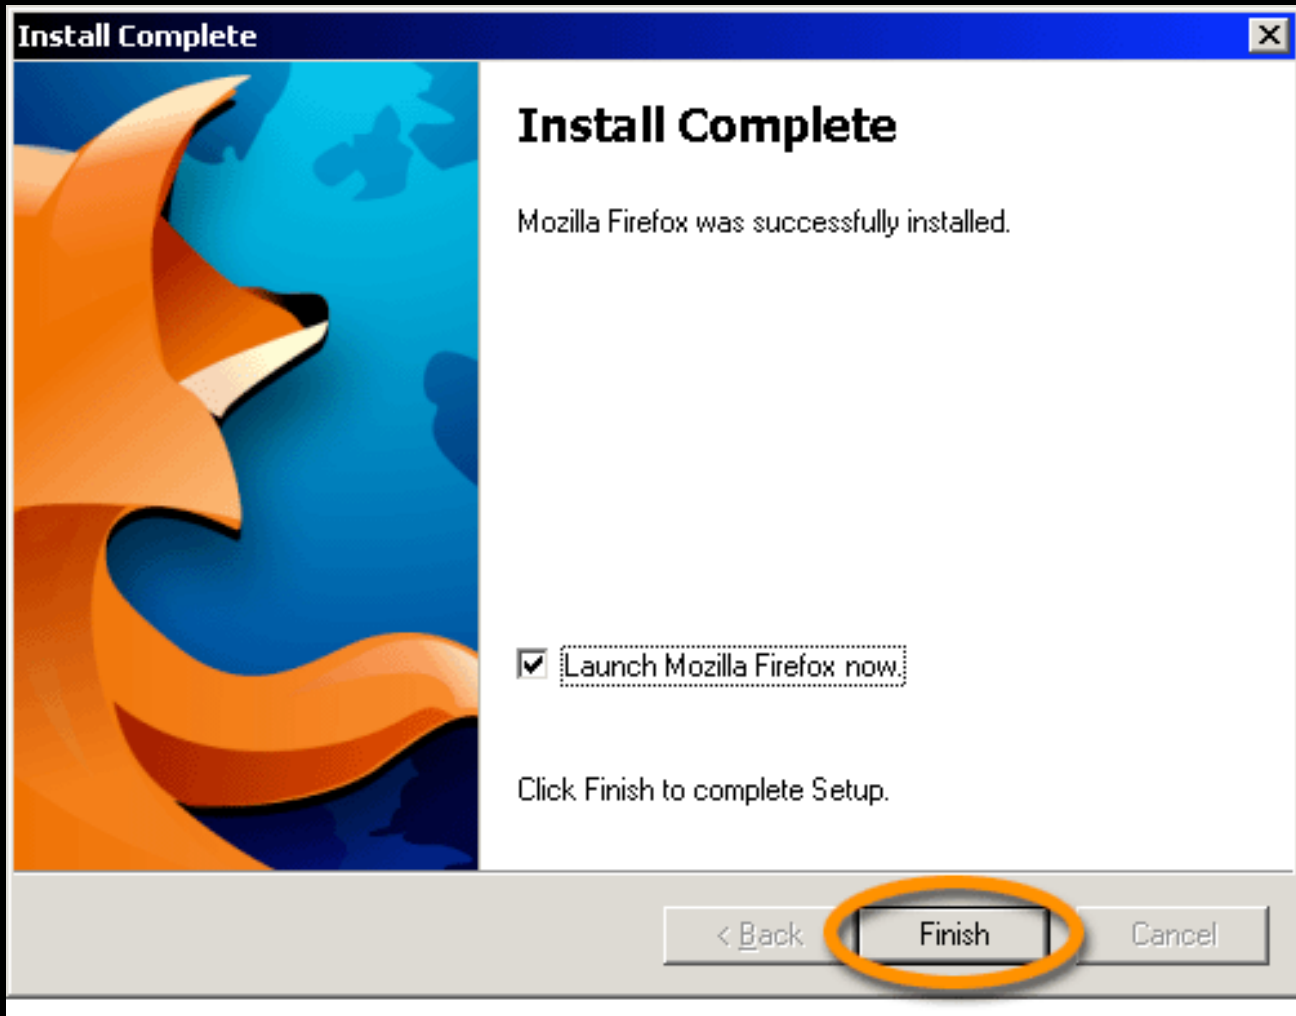 Install Complete
Install Complete
Mozilla Firefox was successfully installed.
Launch Mozilla Firefox now.
Click Finish to complete Setup.
< Back Finish Cancel